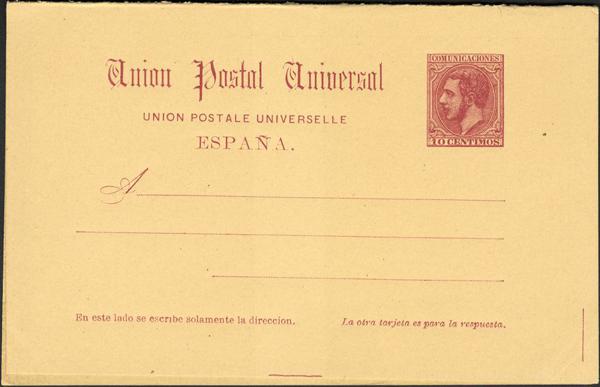 Union Postal Universal
UNION POSTALE UNIVERSELLE
ESPAÑA.
COMUNICACIONES
10 CENTIMOS
A
En este lado se escribe solamente la direccion.
La otra tarjeta es para la respuesta.